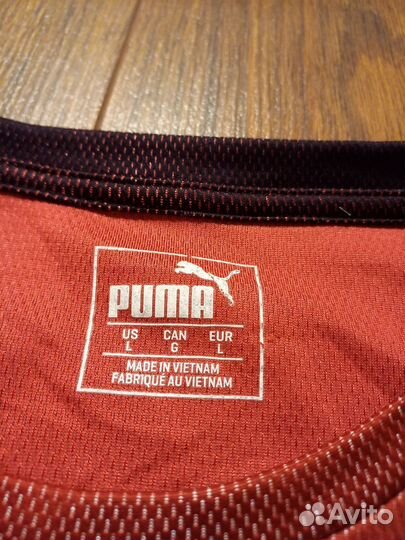 PUMA
US CAN EUR
L G L
MADE IN VIETNAM
FABRIQUÉ AU VIETNAM
Avito